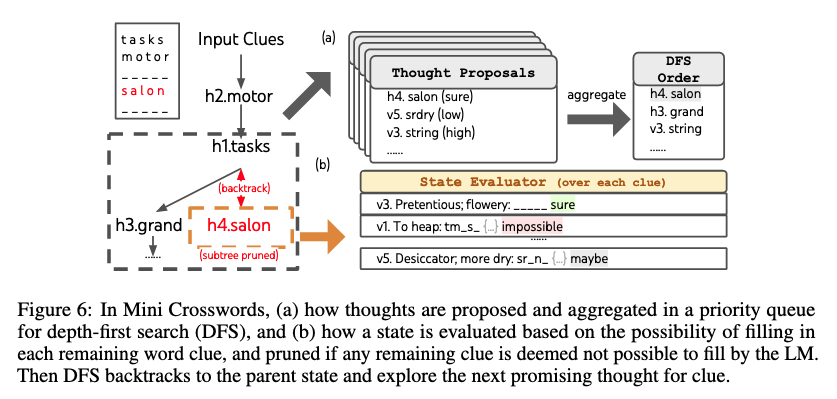 tasks
motor
_ _ _ _ _
salon
_ _ _ _ _
Input Clues
h2.motor
h1.tasks
(backtrack)
h3.grand
h4.salon
......
(subtree pruned)
(a)
Thought Proposals
h4. salon (sure)
v5. srdry (low)
v3. string (high)
......
aggregate
DFS
Order
h4. salon
h3. grand
v3. string
......
(b)
State Evaluator (over each clue)
v3. Pretentious; flowery: _____ sure
v1. To heap: tm_s_ {...} impossible
......
v5. Desiccator; more dry: sr_n_ {...} maybe
Figure 6: In Mini Crosswords, (a) how thoughts are proposed and aggregated in a priority queue
for depth-first search (DFS), and (b) how a state is evaluated based on the possibility of filling in
each remaining word clue, and pruned if any remaining clue is deemed not possible to fill by the LM.
Then DFS backtracks to the parent state and explore the next promising thought for clue.